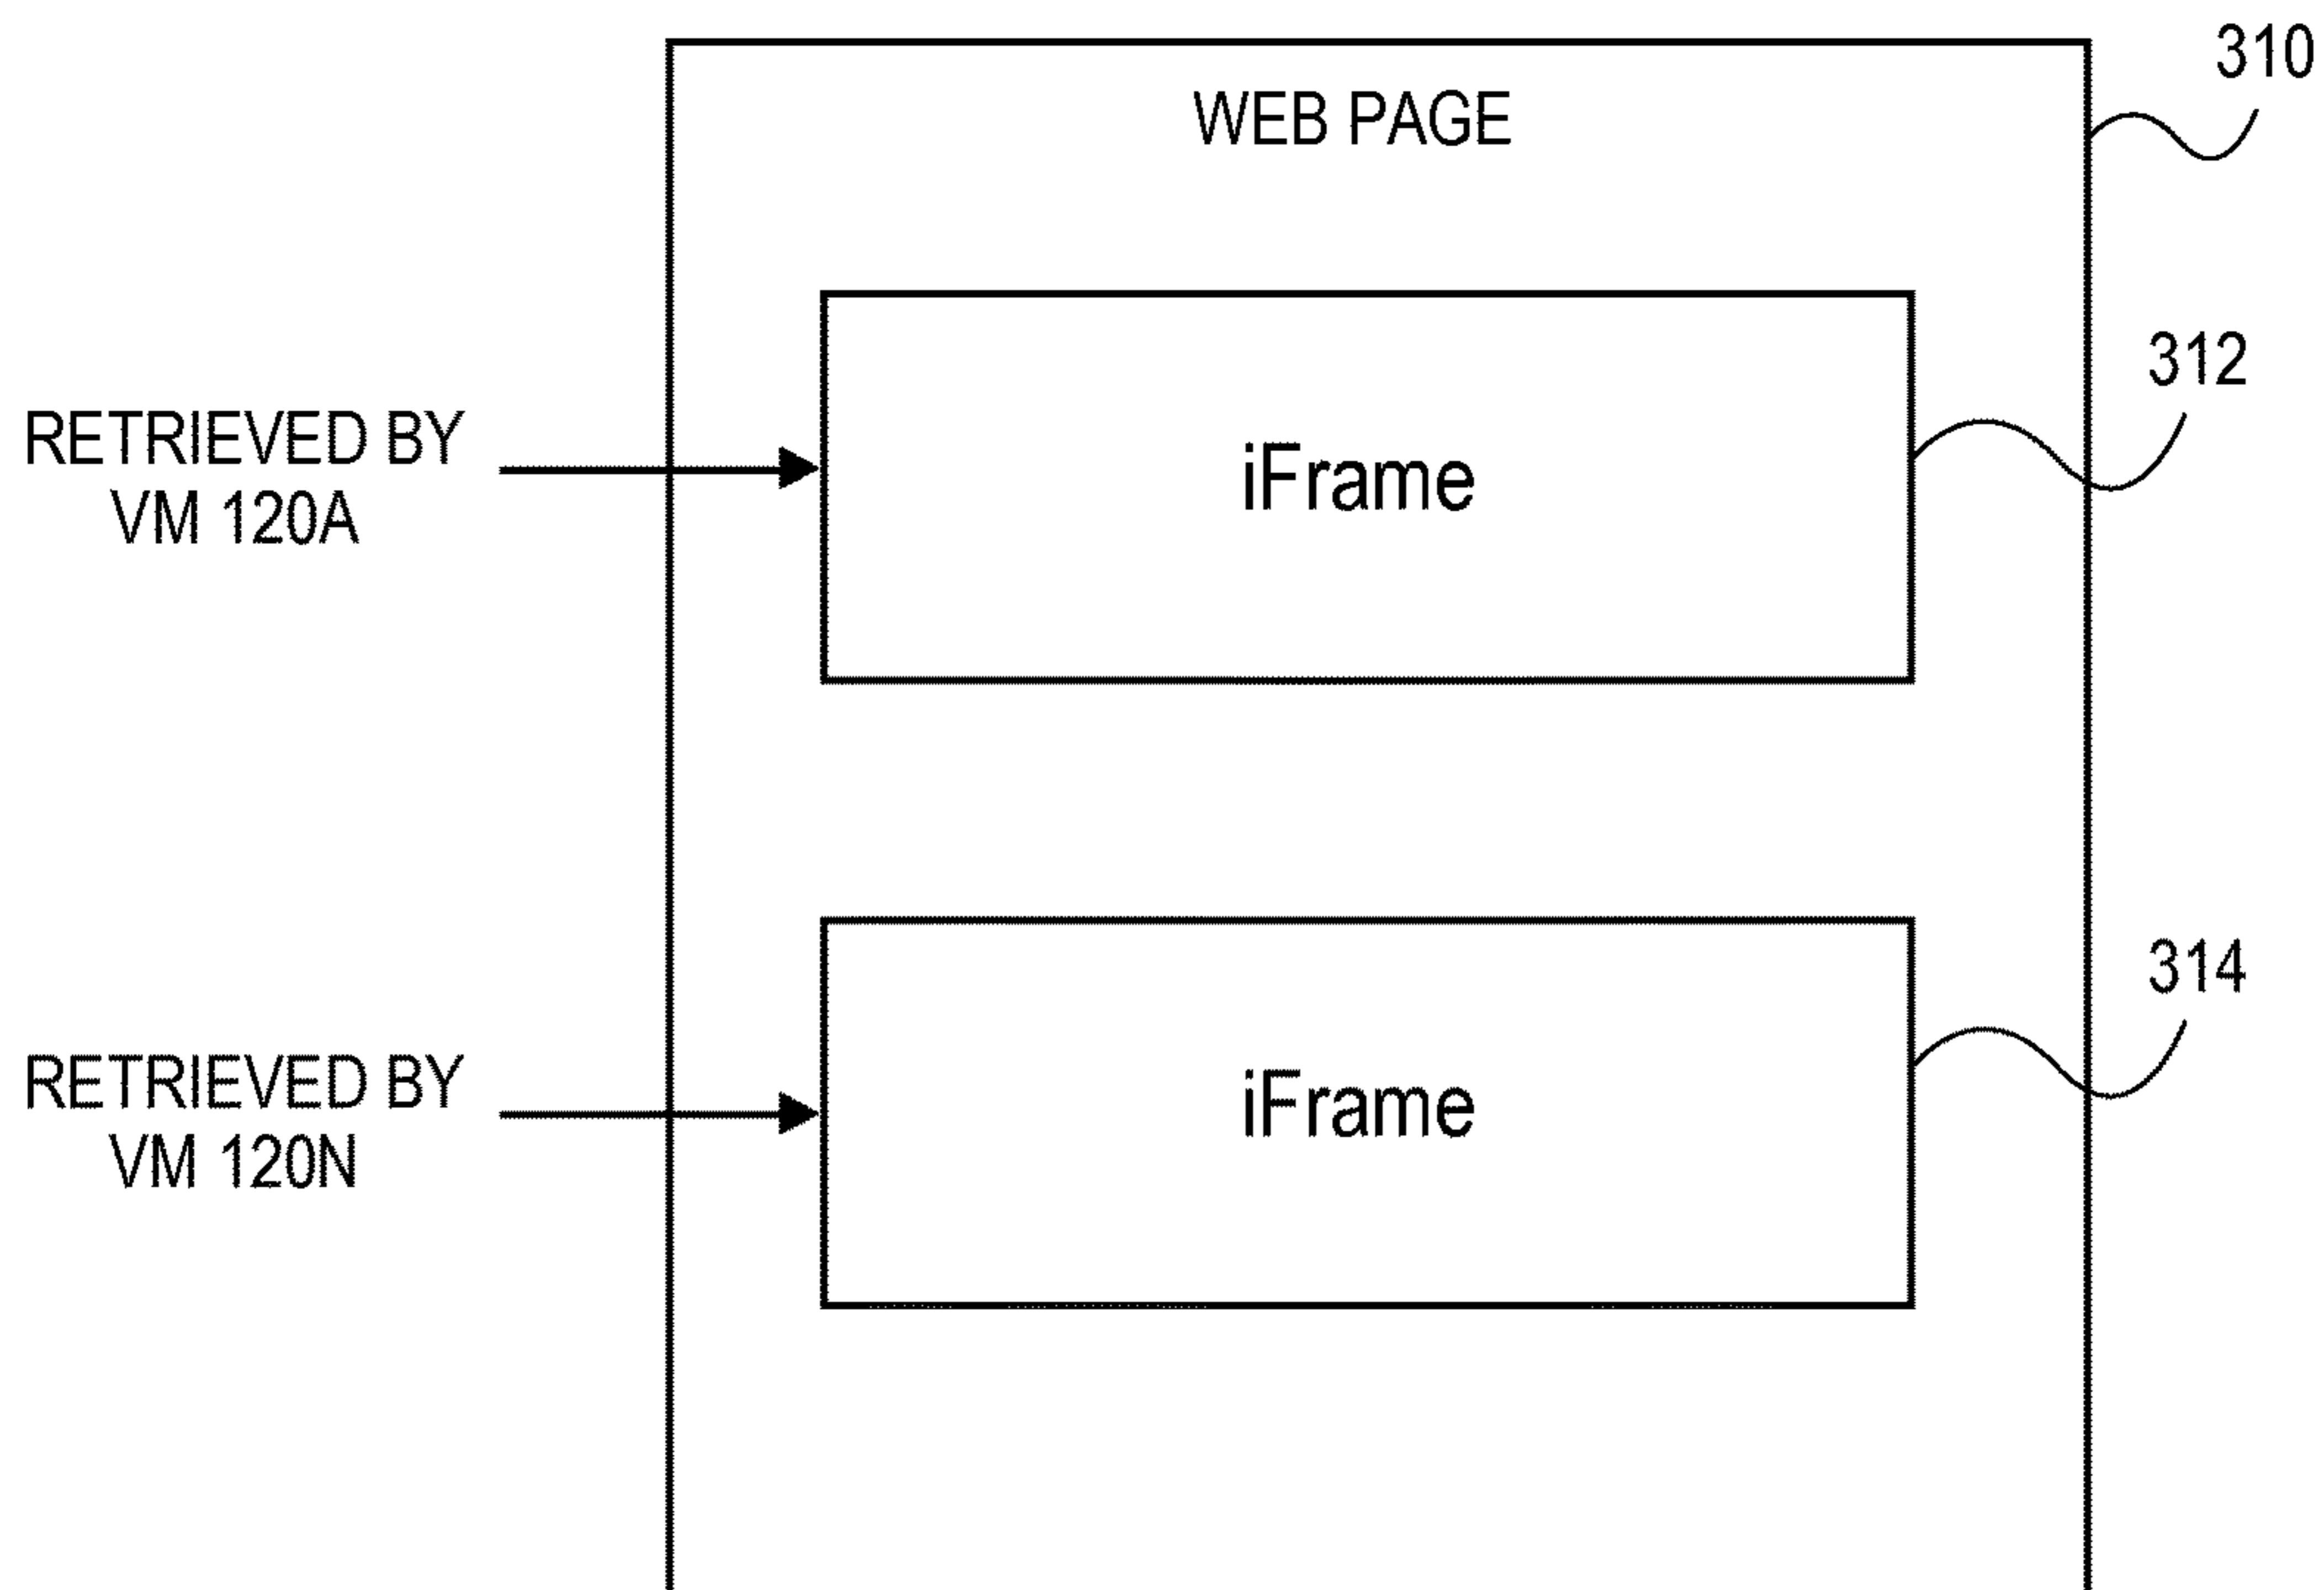 310
WEB PAGE
312
RETRIEVED BY
VM 120A
iFrame
314
RETRIEVED BY
VM 120N
iFrame